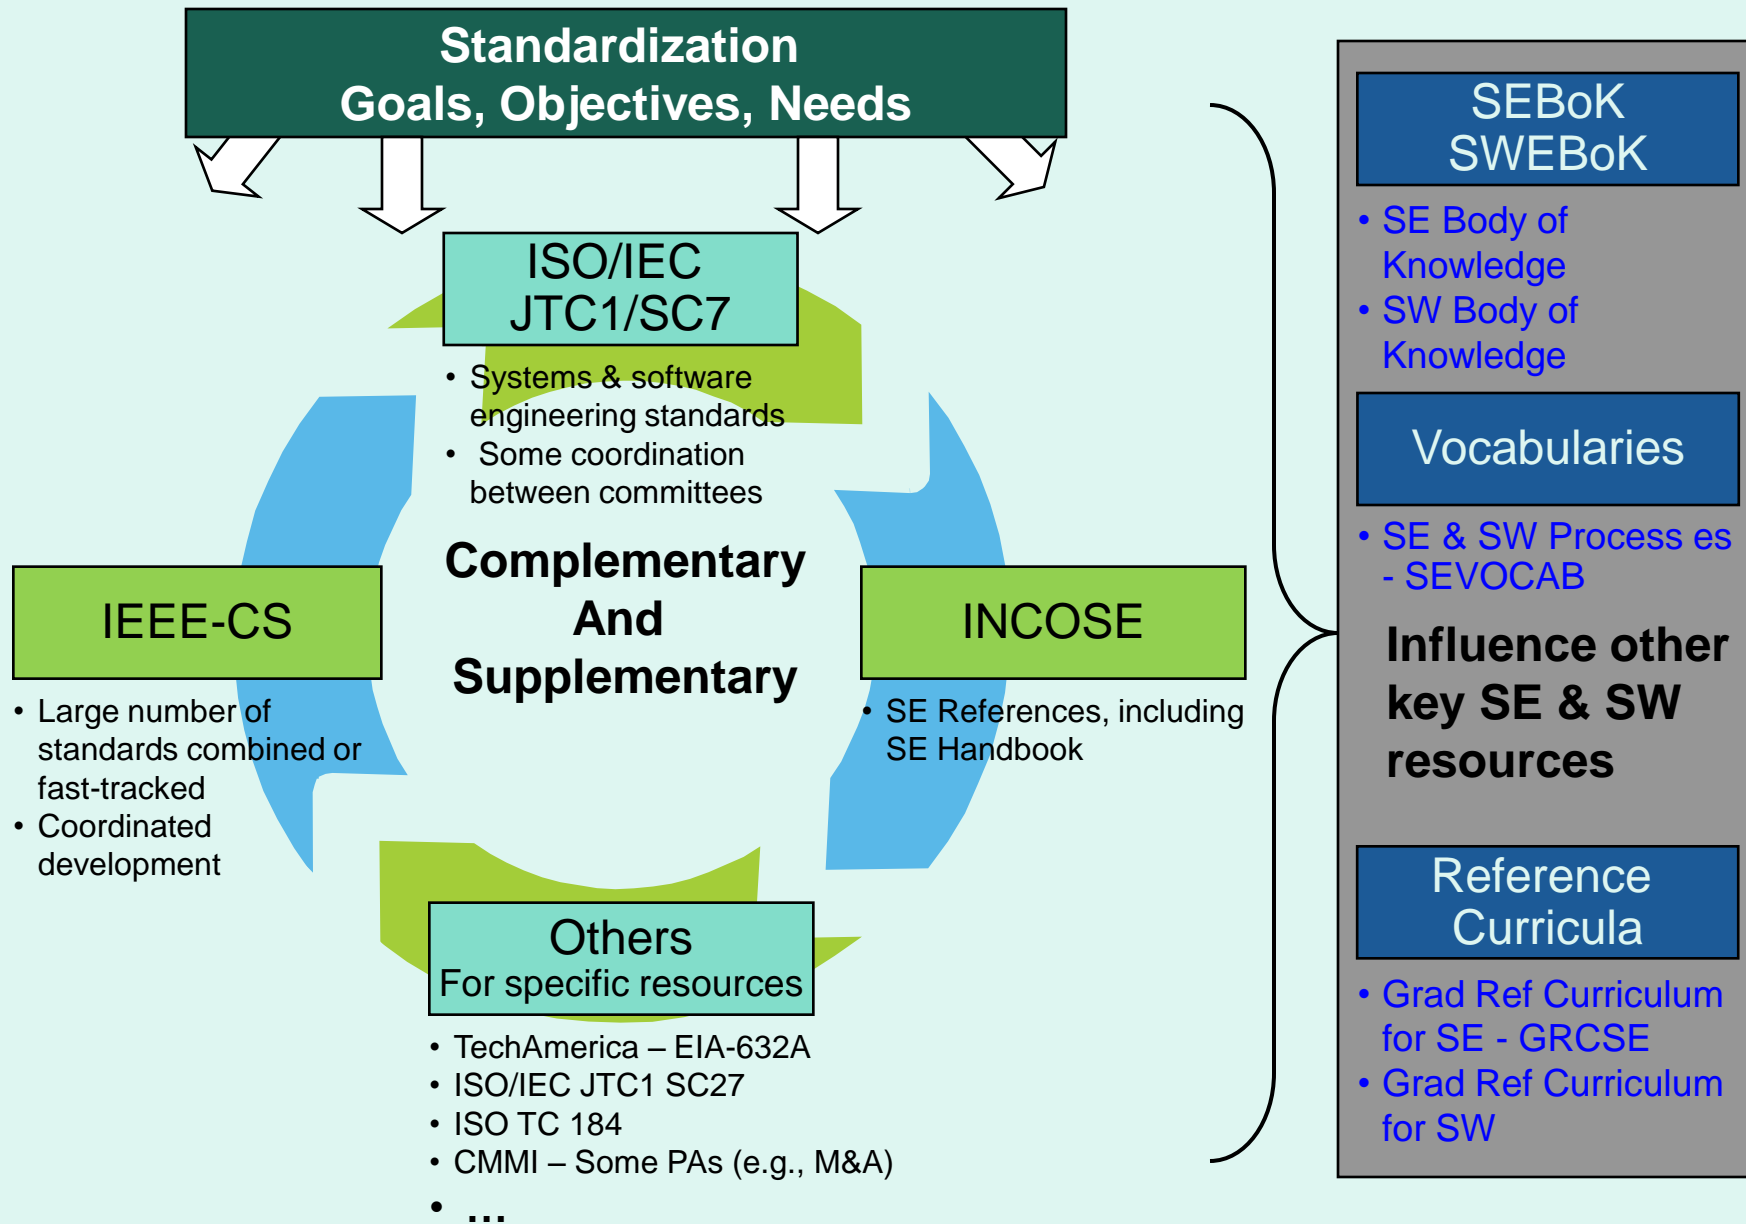 Standardization
Goals, Objectives, Needs
ISO/IEC
JTC1/SC7
• Systems & software
engineering standards
• Some coordination
between committees
Complementary
And
Supplementary
IEEE-CS
• Large number of
standards combined or
fast-tracked
• Coordinated
development
INCOSE
• SE References, including
SE Handbook
Others
For specific resources
• TechAmerica – EIA-632A
• ISO/IEC JTC1 SC27
• ISO TC 184
• CMMI – Some PAs (e.g., M&A)
• ...
SEBoK
SWEBoK
• SE Body of
Knowledge
• SW Body of
Knowledge
Vocabularies
• SE & SW Process es
- SEVOCAB
Influence other
key SE & SW
resources
Reference
Curricula
• Grad Ref Curriculum
for SE - GRCSE
• Grad Ref Curriculum
for SW